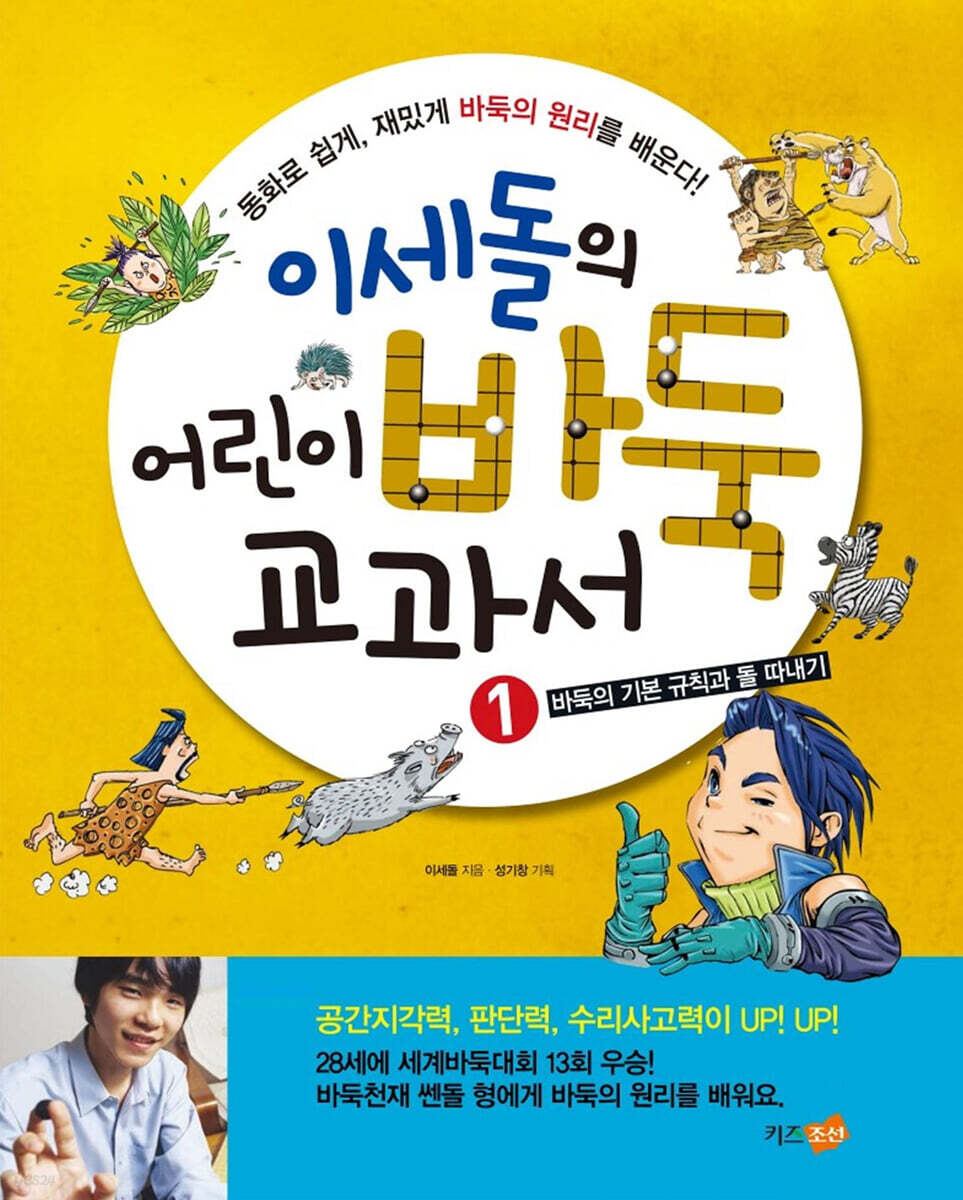 동화로 쉽게, 재밌게 바둑의 원리를 배운다!
이세돌의
어린이 바둑
교과서
1 바둑의 기본 규칙과 돌 따내기
이세돌 지음 · 성기창 기획
공간지각력, 판단력, 수리사고력이 UP! UP!
28세에 세계바둑대회 13회 우승!
바둑천재 쎈돌 형에게 바둑의 원리를 배워요.
키즈조선
YES24